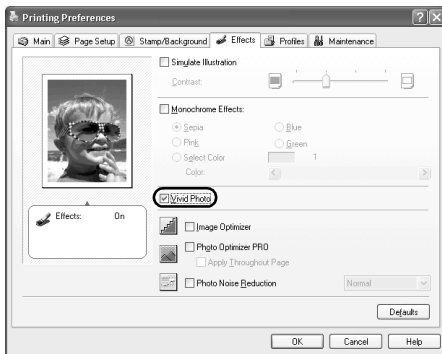 Printing Preferences
Main Page Setup Stamp/Background Effects Profiles Maintenance
Simulate Illustration
Contrast:
Monochrome Effects:
Sepia Blue
Pink Green
Select Color 1
Color:
Vivid Photo
Effects: On
Image Optimizer
Photo Optimizer PRO
Apply Throughout Page
Photo Noise Reduction Normal
Defaults
OK Cancel Help